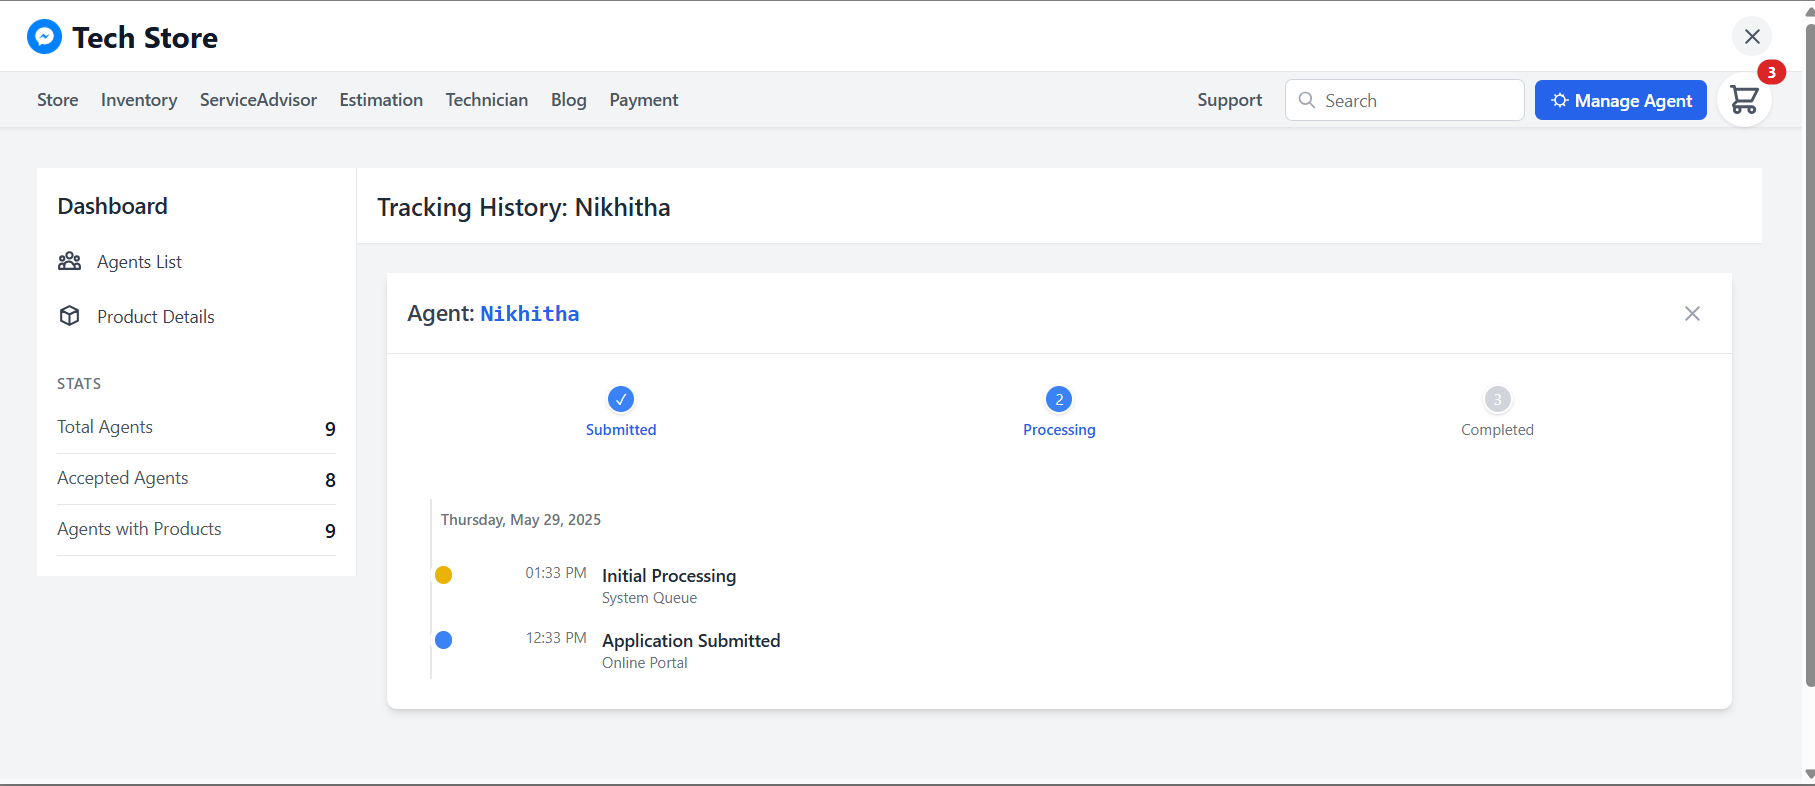 Tech Store
3
Store Inventory ServiceAdvisor Estimation Technician Blog Payment Support Search Manage Agent
Dashboard
Agents List
Product Details
STATS
Total Agents 9
Accepted Agents 8
Agents with Products 9
Tracking History: Nikhitha
Agent: Nikhitha
✓ 2 3
Submitted Processing Completed
Thursday, May 29, 2025
01:33 PM Initial Processing
System Queue
12:33 PM Application Submitted
Online Portal